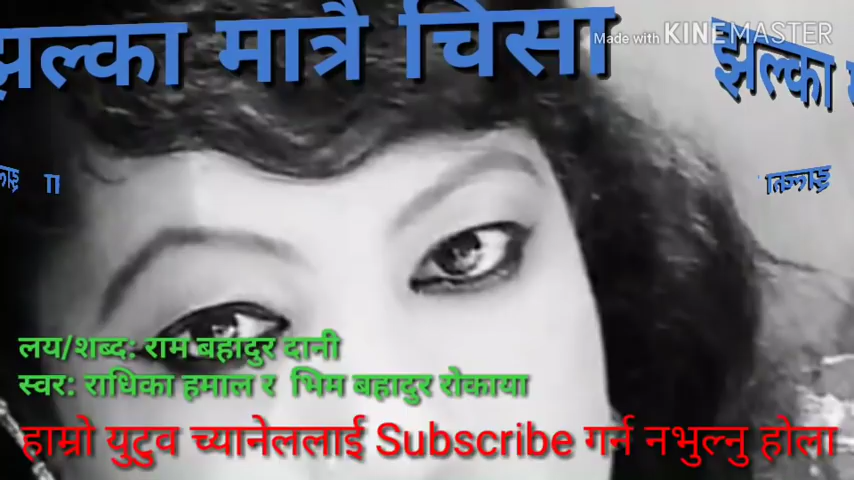 झल्का मात्रै चिसा
Made with KINEMASTER
झल्का
लय/शब्द: राम बहादुर दानी
स्वर: राधिका हमाल र भिम बहादुर रोकाया
हाम्रो युटुव च्यानेललाई Subscribe गर्न नभुल्नु होला